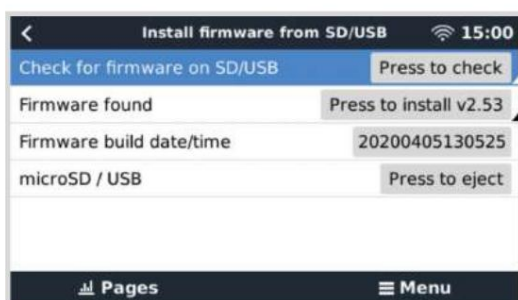 Install firmware from SD/USB 15:00
Check for firmware on SD/USB Press to check
Firmware found Press to install v2.53
Firmware build date/time 20200405130525
microSD / USB Press to eject
Pages Menu